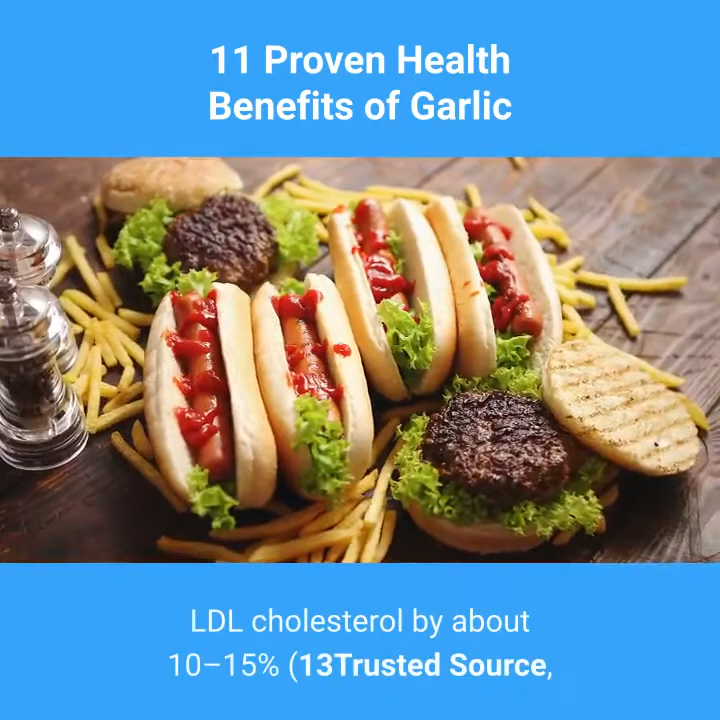 11 Proven Health
Benefits of Garlic
LDL cholesterol by about
10–15% (13Trusted Source,